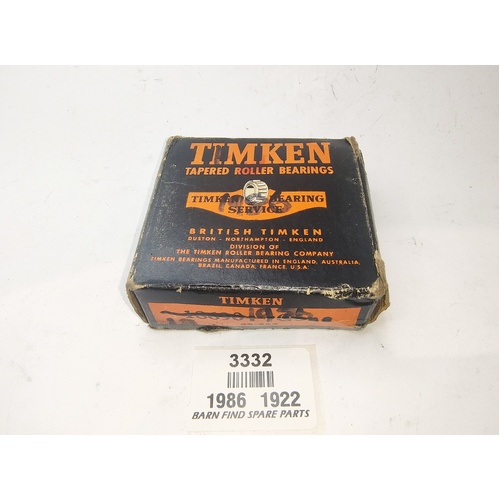 TIMKEN
TAPERED ROLLER BEARINGS
TIMKEN BEARING
SERVICE
BRITISH TIMKEN
DUSTON - NORTHAMPTON - ENGLAND
DIVISION OF
THE TIMKEN ROLLER BEARING COMPANY
TIMKEN BEARINGS MANUFACTURED IN ENGLAND, AUSTRALIA,
BRAZIL, CANADA, FRANCE, U.S.A.
TIMKEN
3332
1986 1922
BARN FIND SPARE PARTS